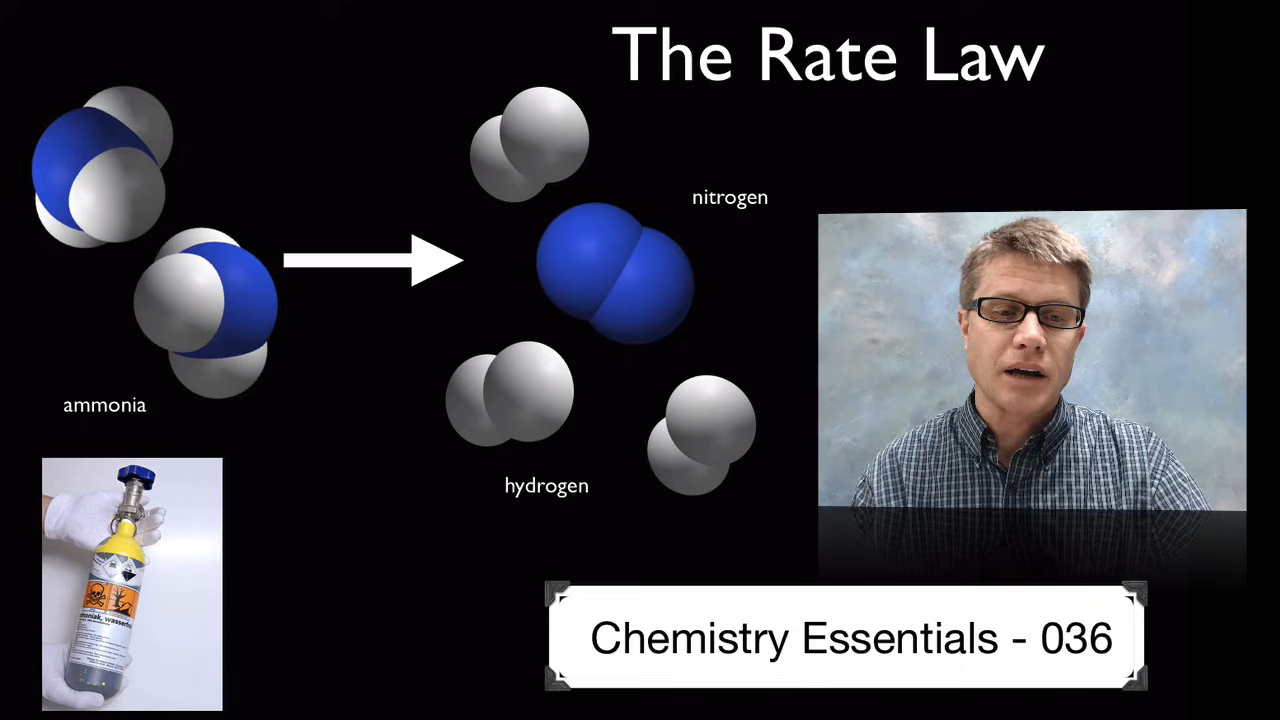 The Rate Law
nitrogen
ammonia
hydrogen
Chemistry Essentials - 036